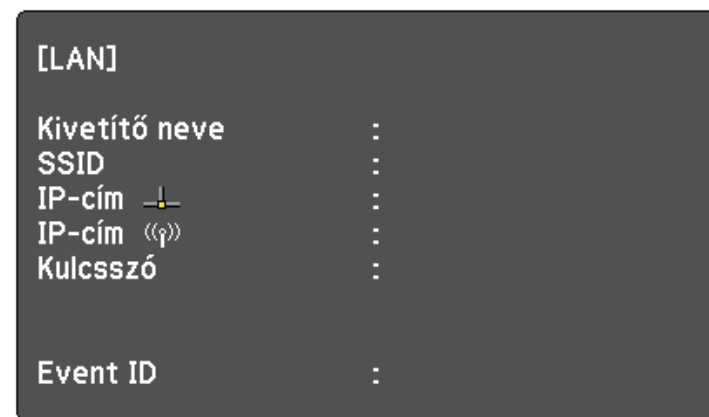 [LAN]
Kivetítő neve :
SSID :
IP-cím :
IP-cím :
Kulcsszó :
Event ID :